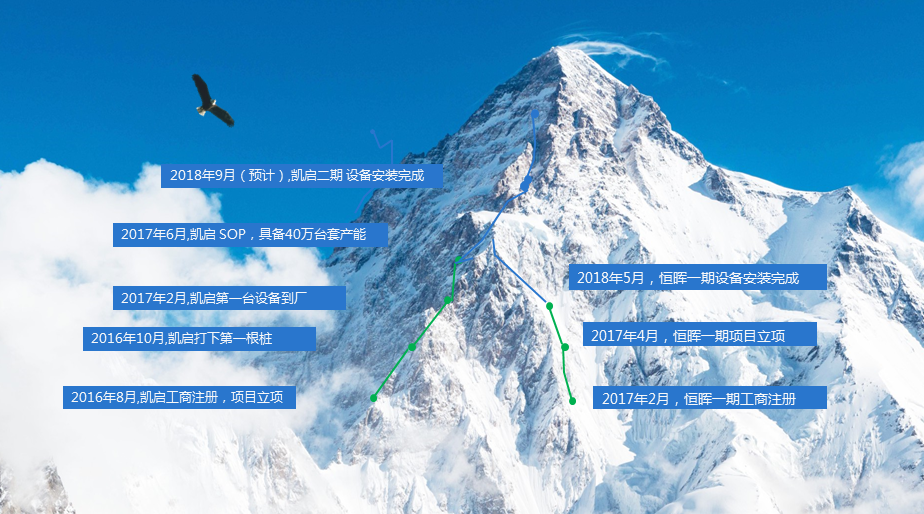 2018年9月（预计）,凯启二期 设备安装完成
2017年6月,凯启 SOP，具备40万台套产能
2018年5月，恒晖一期设备安装完成
2017年2月,凯启第一台设备到厂
2016年10月,凯启打下第一根桩
2017年4月，恒晖一期项目立项
2016年8月,凯启工商注册，项目立项
2017年2月，恒晖一期工商注册